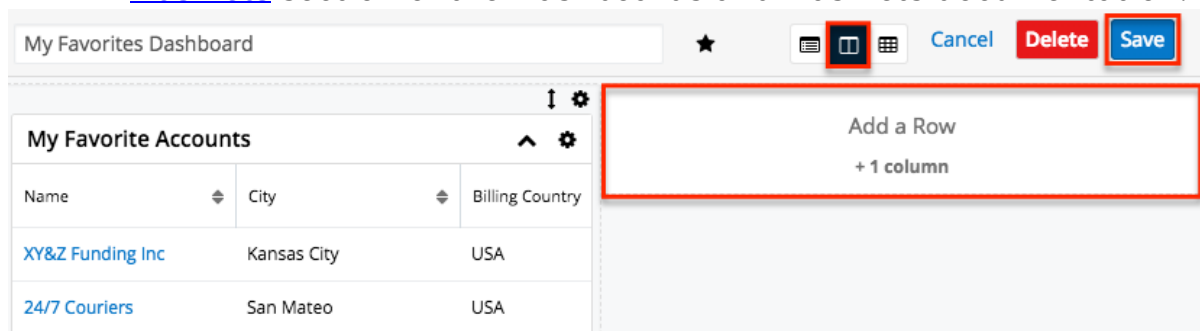 My Favorites Dashboard Cancel Delete Save
My Favorite Accounts
Add a Row
+ 1 column
Name City Billing Country
XY&Z Funding Inc Kansas City USA
24/7 Couriers San Mateo USA